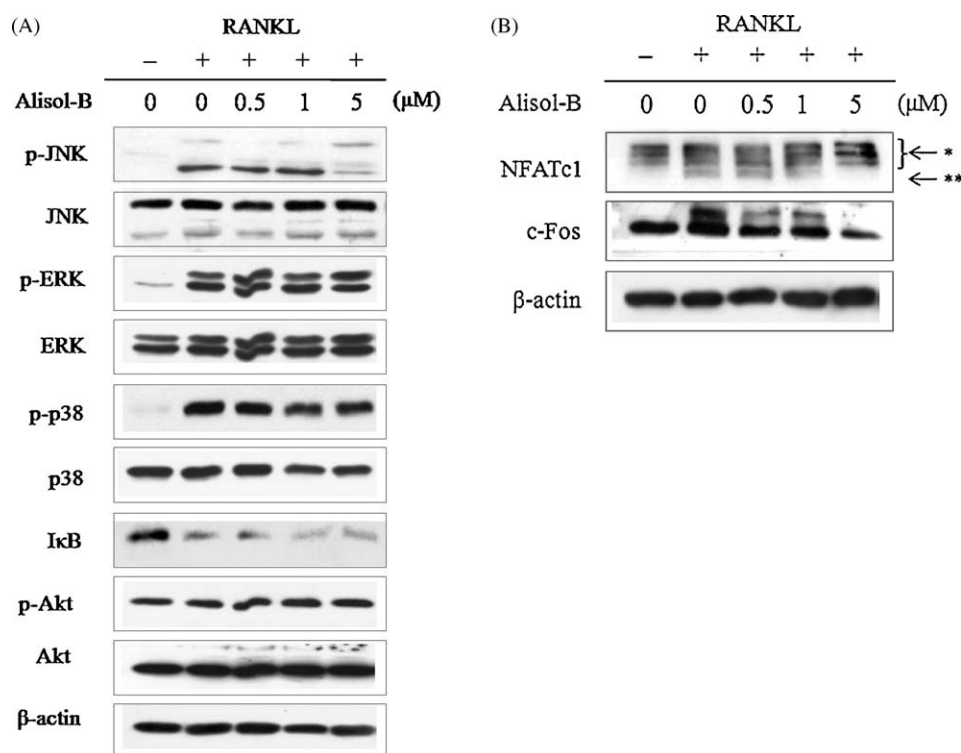 (A)
RANKL
− + + + +
Alisol-B 0 0.5 1 5 (μM)
0
p-JNK
JNK
p-ERK
ERK
p-p38
p38
IκB
p-Akt
Akt
β-actin
(B)
RANKL
− + + + +
Alisol-B 0 0 0.5 1 5 (μM)
NFATc1
*
**
c-Fos
β-actin